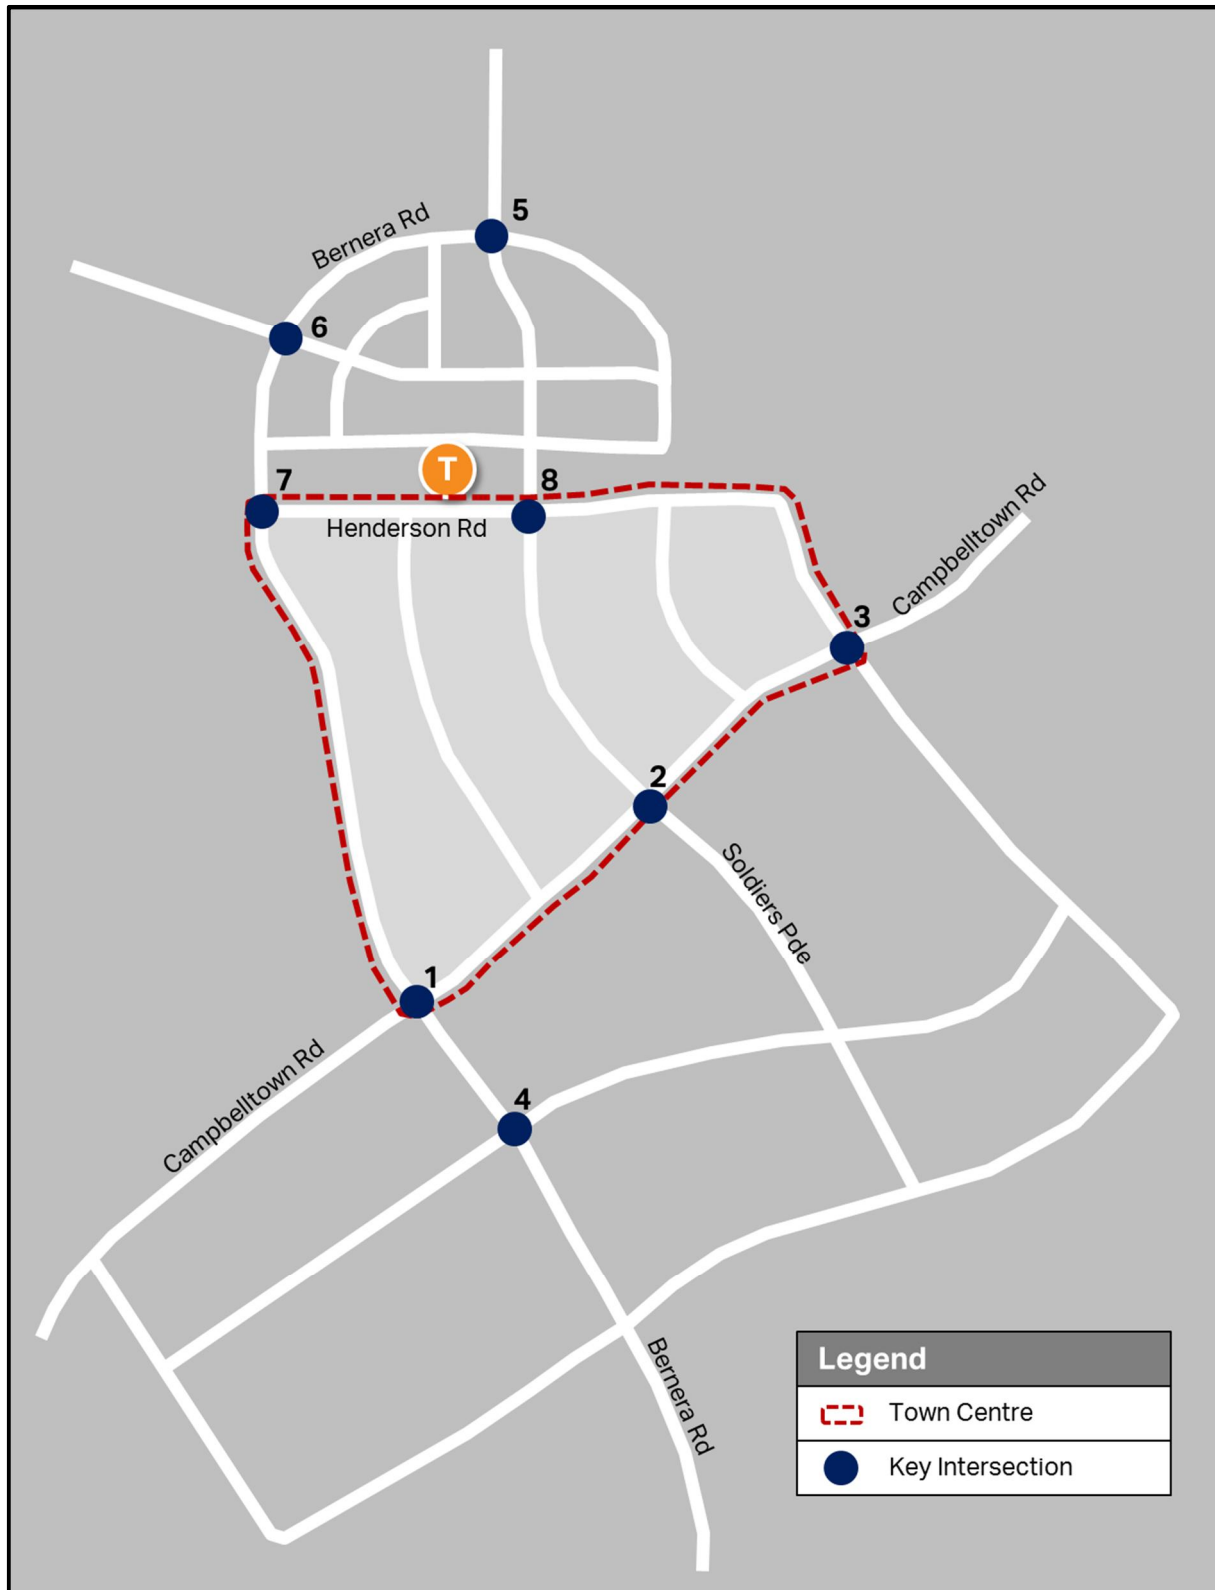 5
Bernera Rd
6
T
7
8
Henderson Rd
Campbelltown Rd
3
2
Soldiers Pde
1
Campbelltown Rd
4
Bernera Rd
Legend
Town Centre
Key Intersection